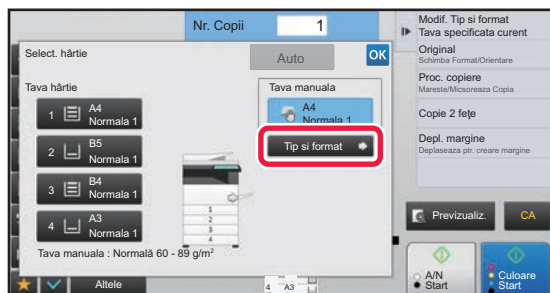 Nr. Copii 1
Select. hârtie
Auto
OK
Tava hârtie
1 A4
Normala 1
2 B5
Normala 1
3 B4
Normala 1
4 A3
Normala 1
Tava manuala
A4
Normala 1
Tip si format
1
2
3
4
Tava manuala : Normală 60 - 89 g/m²
Altele
4 A3
Modif. Tip si format
Tava specificata curent
Original
Schimba Format/Orientare
Proc. copiere
Mareste/Micsoreaza Copia
Copie 2 feţe
Depl. margine
Deplaseaza ptr. creare margine
Previzualiz.
CA
A/N
Start
Culoare
Start